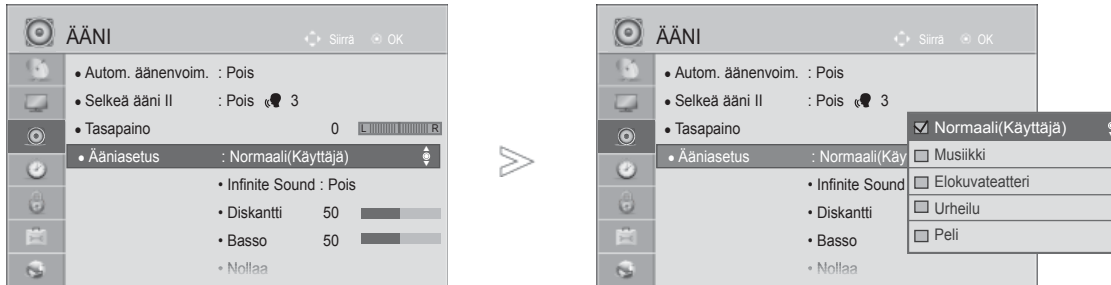 ÄÄNI
Siirrä OK
• Autom. äänenvoim. : Pois
• Selkeä ääni II : Pois 3
• Tasapaino 0 L R
• Ääniasetus : Normaali(Käyttäjä)
• Infinite Sound : Pois
• Diskantti 50
• Basso 50
• Nollaa
ÄÄNI
Siirrä OK
• Autom. äänenvoim. : Pois
• Selkeä ääni II : Pois 3
• Tasapaino
• Ääniasetus : Normaali(Käy
• Infinite Sound
• Diskantti
• Basso
• Nollaa
Normaali(Käyttäjä)
Musiikki
Elokuvateatteri
Urheilu
Peli